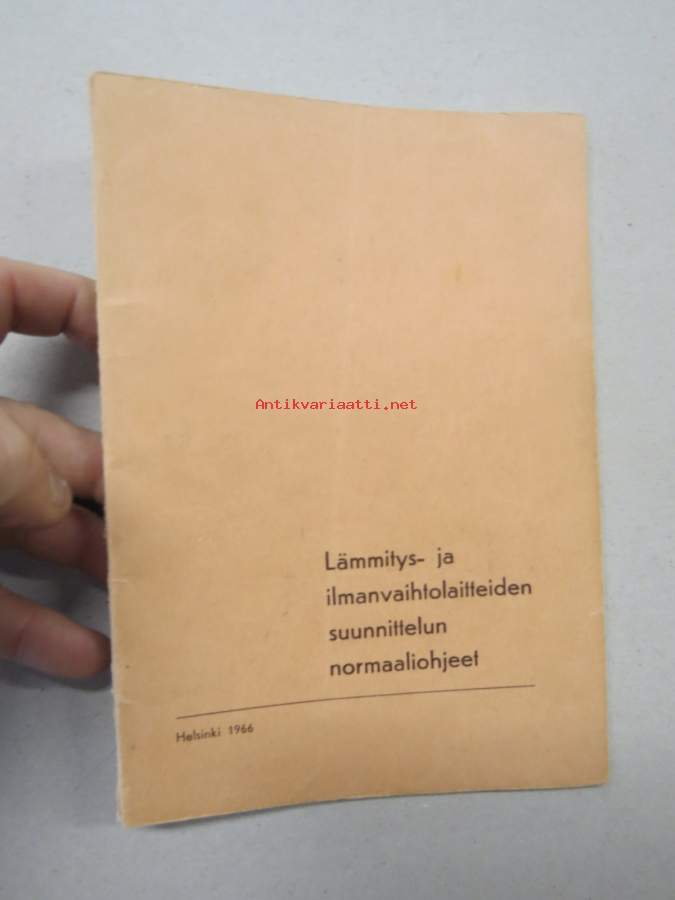 Antikvariaatti.net
Lämmitys- ja
ilmanvaihtolaitteiden
suunnittelun
normaaliohjeet
Helsinki 1966